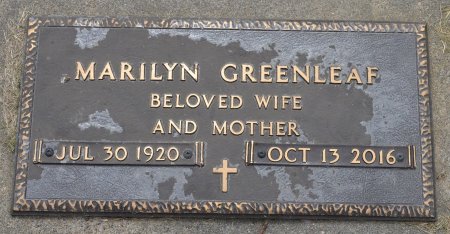 MARILYN GREENLEAF
BELOVED WIFE
AND MOTHER
JUL 30 1920 OCT 13 2016